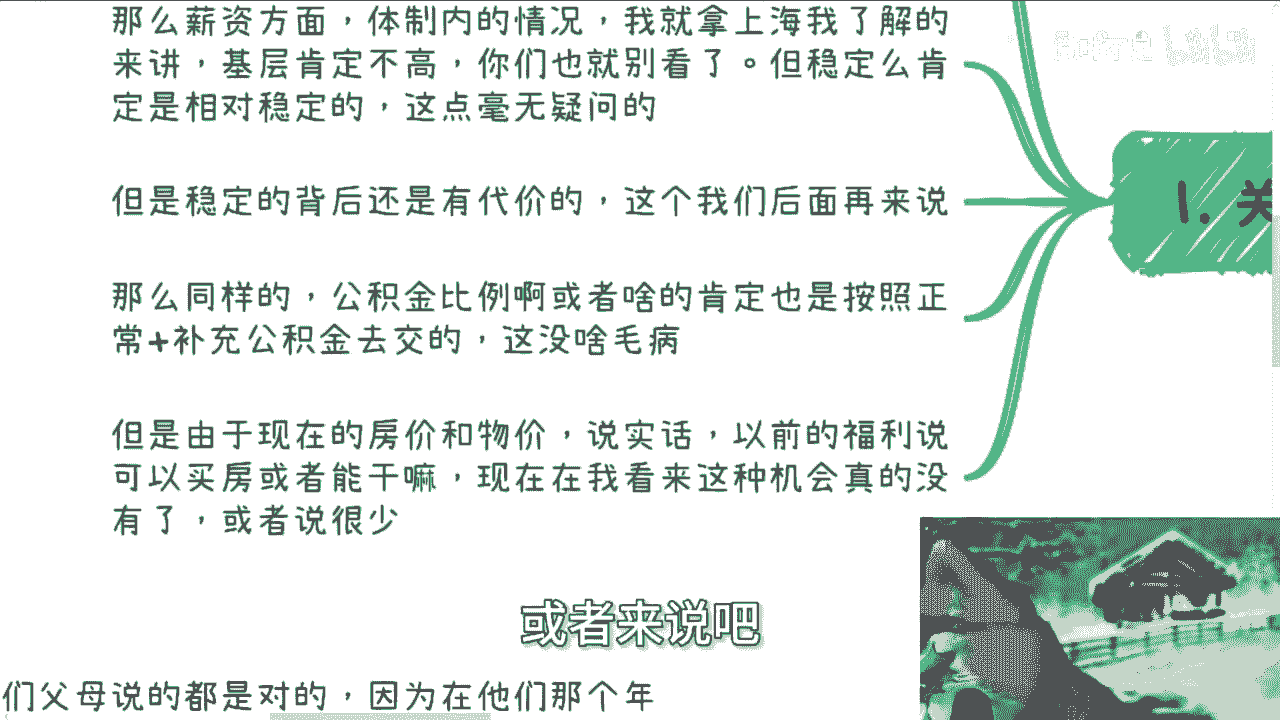 那么薪资方面，体制内的情况，我就拿上海我了解的
来讲，基层肯定不高，你们也就别看了。但稳定么肯
定是相对稳定的，这点毫无疑问的
但是稳定的背后还是有代价的，这个我们后面再来说
那么同样的，公积金比例啊或者啥的肯定也是按照正
常+补充公积金去交的，这没啥毛病
但是由于现在的房价和物价，说实话，以前的福利说
可以买房或者能干嘛，现在在我看来这种机会真的没
有了，或者说很少
1. 关
或者来说吧
们父母说的都是对的，因为在他们那个年